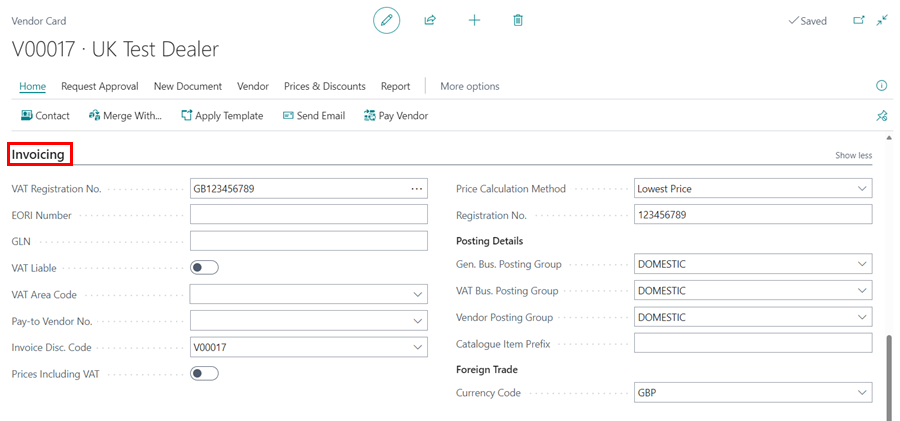 Vendor Card
Saved
V00017 · UK Test Dealer
Home Request Approval New Document Vendor Prices & Discounts Report More options
Contact Merge With... Apply Template Send Email Pay Vendor
Invoicing
Show less
VAT Registration No. GB123456789
EORI Number
GLN
VAT Liable
VAT Area Code
Pay-to Vendor No.
Invoice Disc. Code V00017
Prices Including VAT
Price Calculation Method Lowest Price
Registration No. 123456789
Posting Details
Gen. Bus. Posting Group DOMESTIC
VAT Bus. Posting Group DOMESTIC
Vendor Posting Group DOMESTIC
Catalogue Item Prefix
Foreign Trade
Currency Code GBP